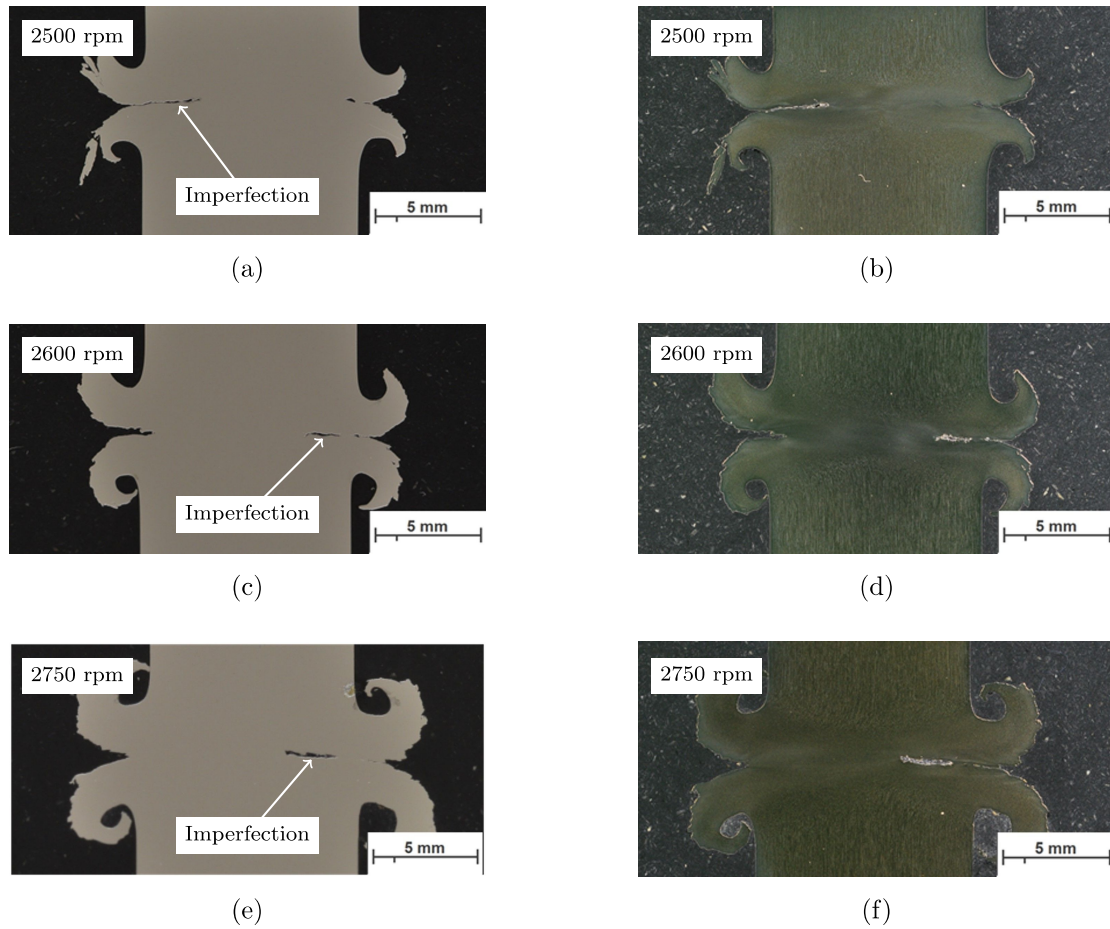 2500 rpm
Imperfection
5 mm
(a)
2500 rpm
5 mm
(b)
2600 rpm
Imperfection
5 mm
(c)
2600 rpm
5 mm
(d)
2750 rpm
Imperfection
5 mm
(e)
2750 rpm
5 mm
(f)